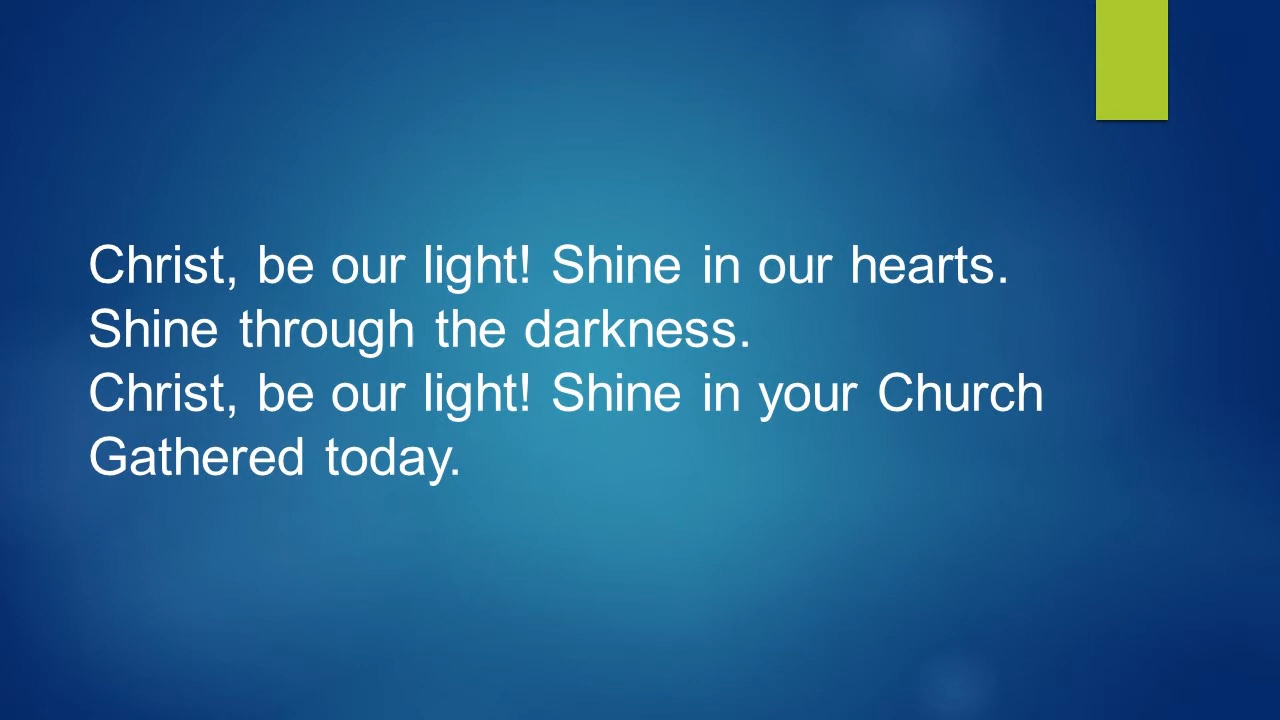 Christ, be our light! Shine in our hearts.
Shine through the darkness.
Christ, be our light! Shine in your Church
Gathered today.